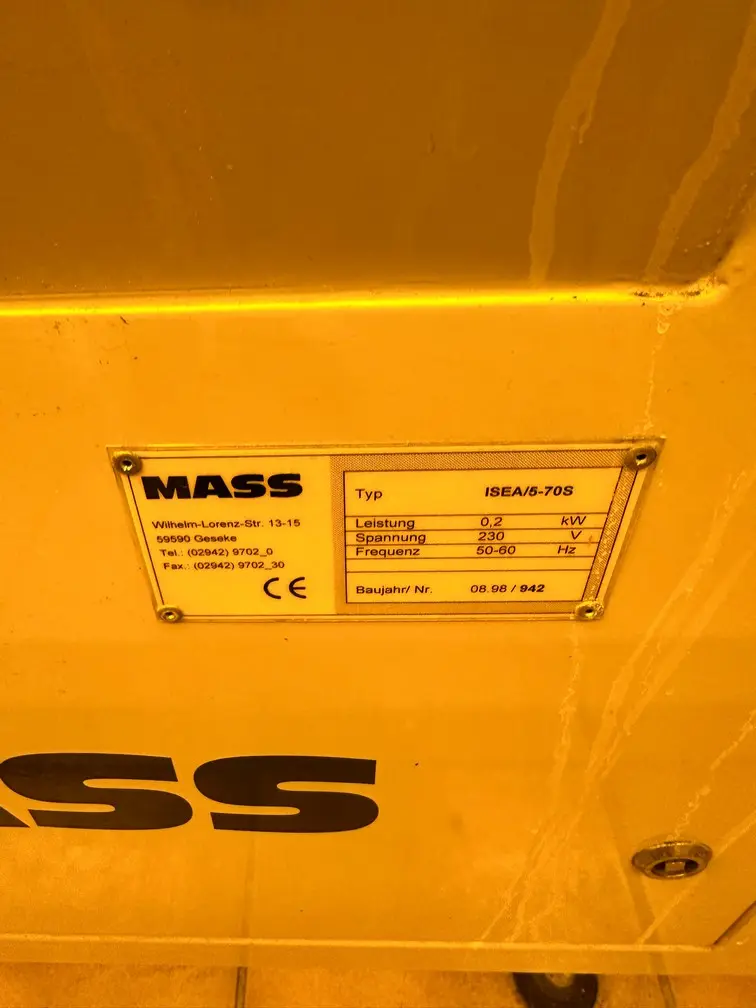 MASS
Wilhelm-Lorenz-Str. 13-15
59590 Geseke
Tel.: (02942) 9702_0
Fax.: (02942) 9702_30
CE
Typ ISEA/5-70S
Leistung 0,2 kW
Spannung 230 V
Frequenz 50-60 Hz
Baujahr/ Nr. 08.98 / 942
ASS